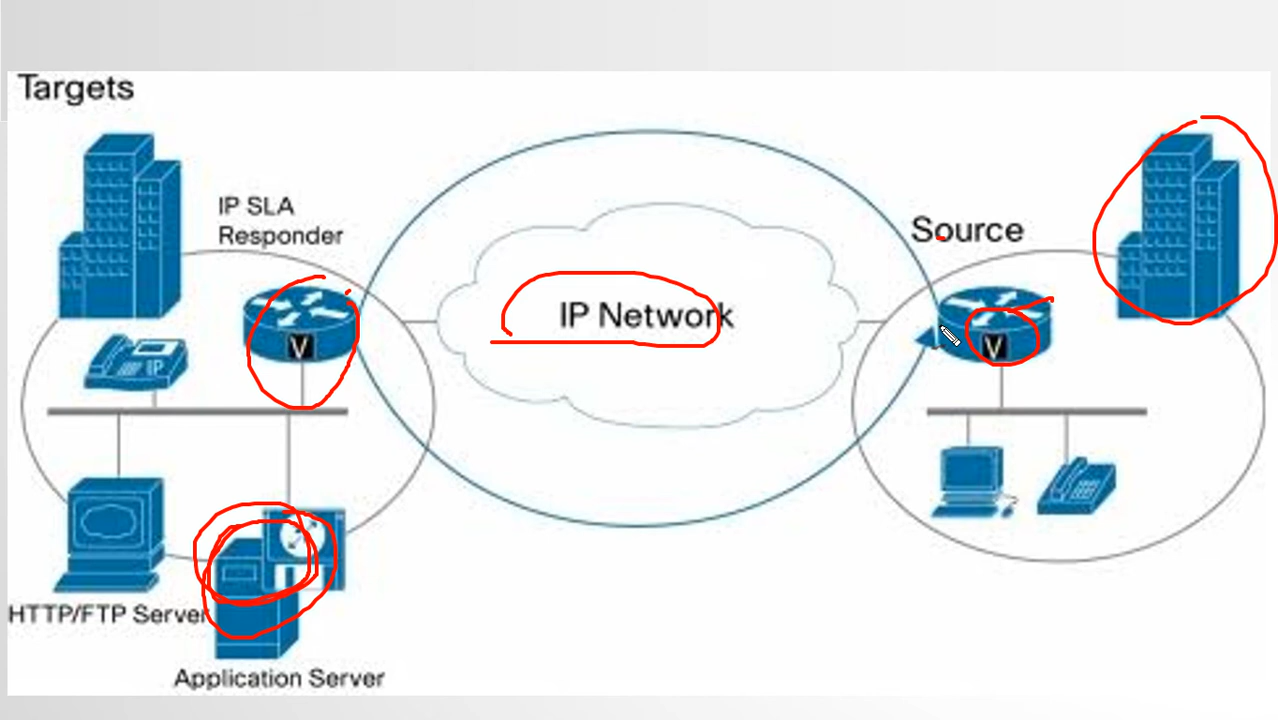 Targets
IP SLA
Responder
Source
IP Network
V
V
IP
HTTP/FTP Server
Application Server